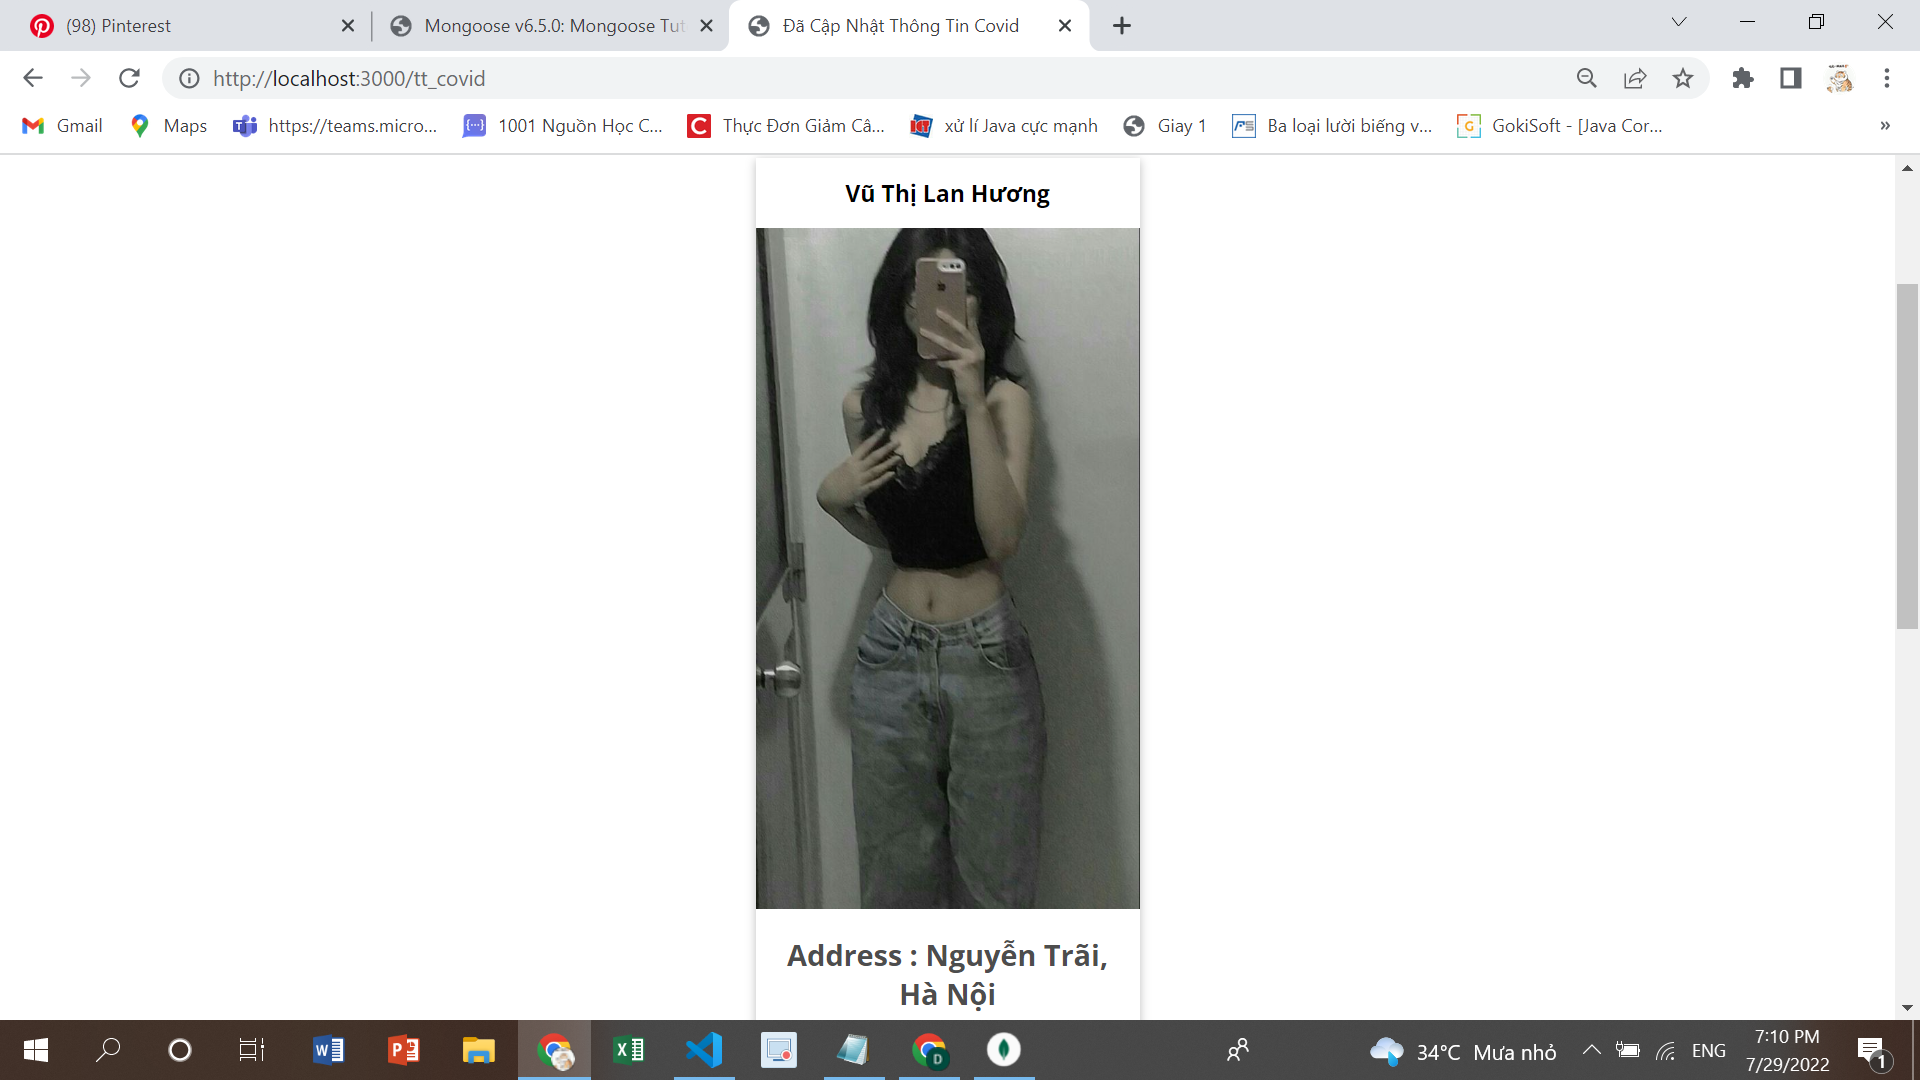 (98) Pinterest
Mongoose v6.5.0: Mongoose Tut
Đã Cập Nhật Thông Tin Covid
http://localhost:3000/tt_covid
Gmail
Maps
https://teams.micro...
1001 Nguồn Học C...
Thực Đơn Giảm Câ...
xử lí Java cực mạnh
Giay 1
Ba loại lười biếng v...
GokiSoft - [Java Cor...
»
Vũ Thị Lan Hương
Address : Nguyễn Trãi,
Hà Nội
34°C Mưa nhỏ
ENG
7:10 PM
7/29/2022
1